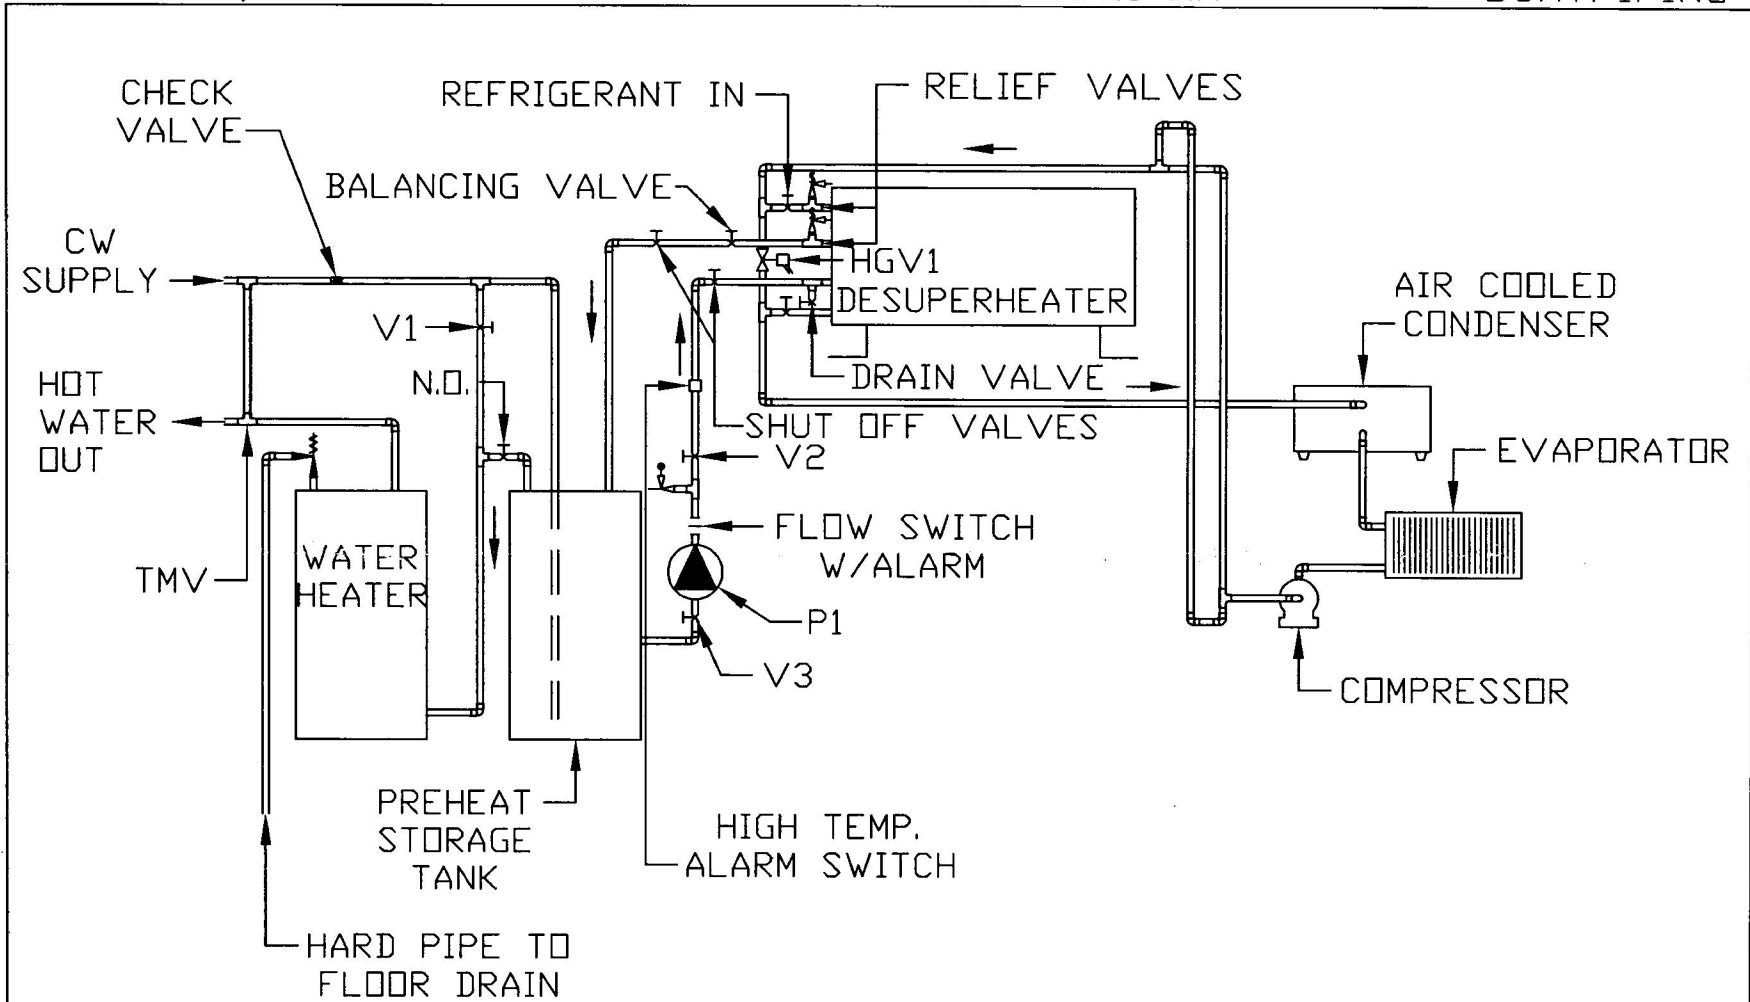 CHECK
VALVE
REFRIGERANT IN
RELIEF VALVES
BALANCING VALVE
CW
SUPPLY
HGV1
DESUPERHEATER
AIR COOLED
CONDENSER
V1
N.O.
HOT
WATER
OUT
DRAIN VALVE
SHUT OFF VALVES
V2
EVAPORATOR
FLOW SWITCH
W/ALARM
WATER
HEATER
TMV
P1
V3
COMPRESSOR
PREHEAT
STORAGE
TANK
HIGH TEMP.
ALARM SWITCH
HARD PIPE TO
FLOOR DRAIN